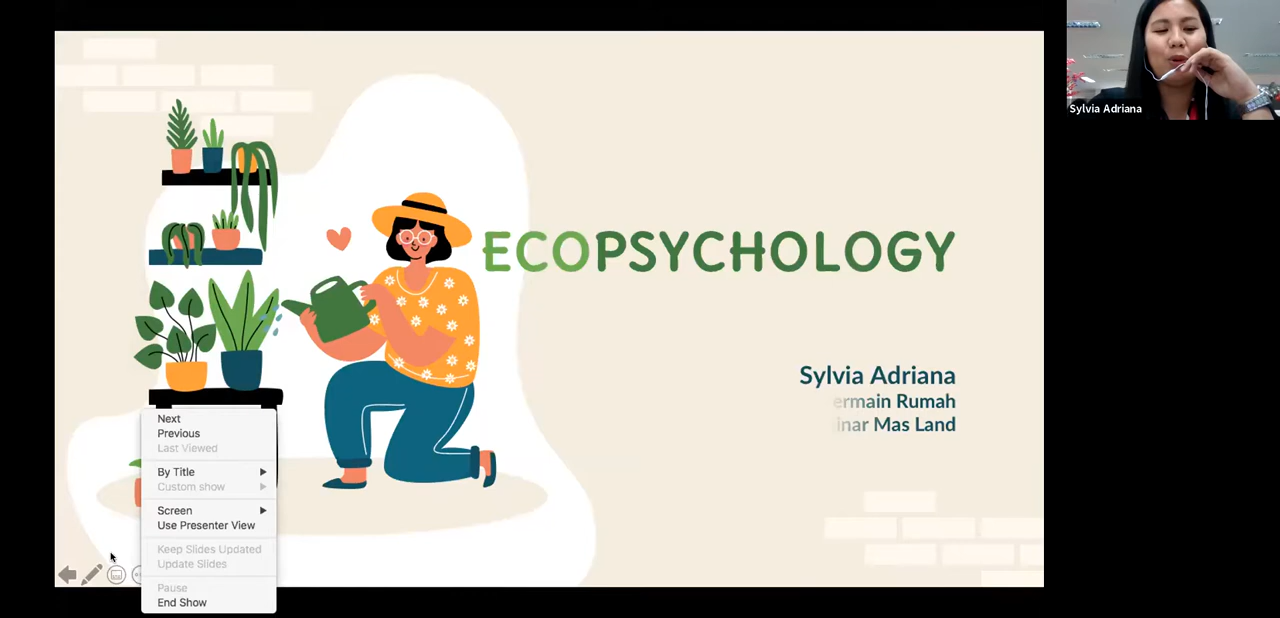 ECOPSYCHOLOGY
Sylvia Adriana
ermain Rumah
inar Mas Land
Next
Previous
Last Viewed
By Title
Custom show
Screen
Use Presenter View
Keep Slides Updated
Update Slides
Pause
End Show
Sylvia Adriana